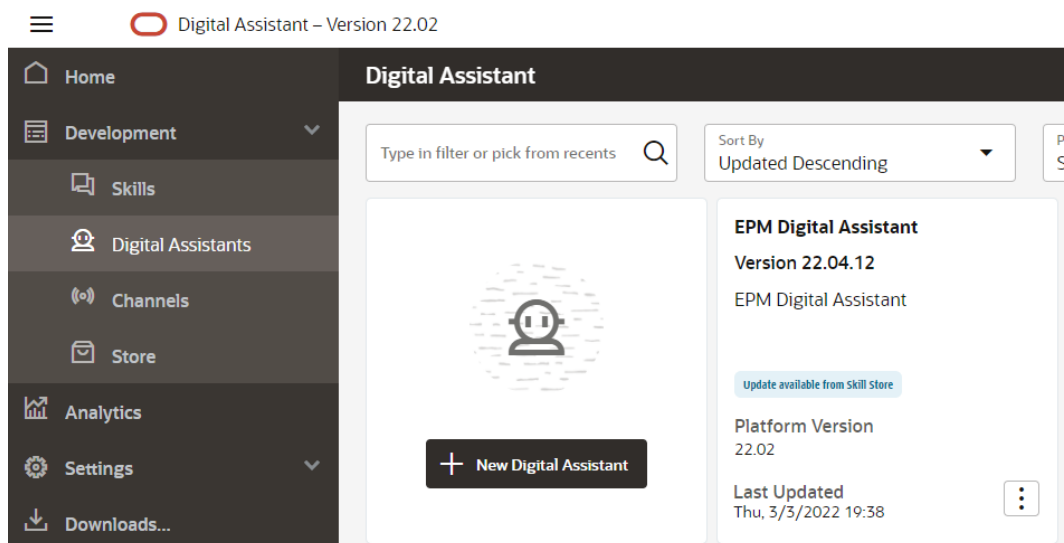 Digital Assistant – Version 22.02
Home
Development
Skills
Digital Assistants
Channels
Store
Analytics
Settings
Downloads...
Digital Assistant
Type in filter or pick from recents
Sort By
Updated Descending
New Digital Assistant
EPM Digital Assistant
Version 22.04.12
EPM Digital Assistant
Update available from Skill Store
Platform Version
22.02
Last Updated
Thu, 3/3/2022 19:38